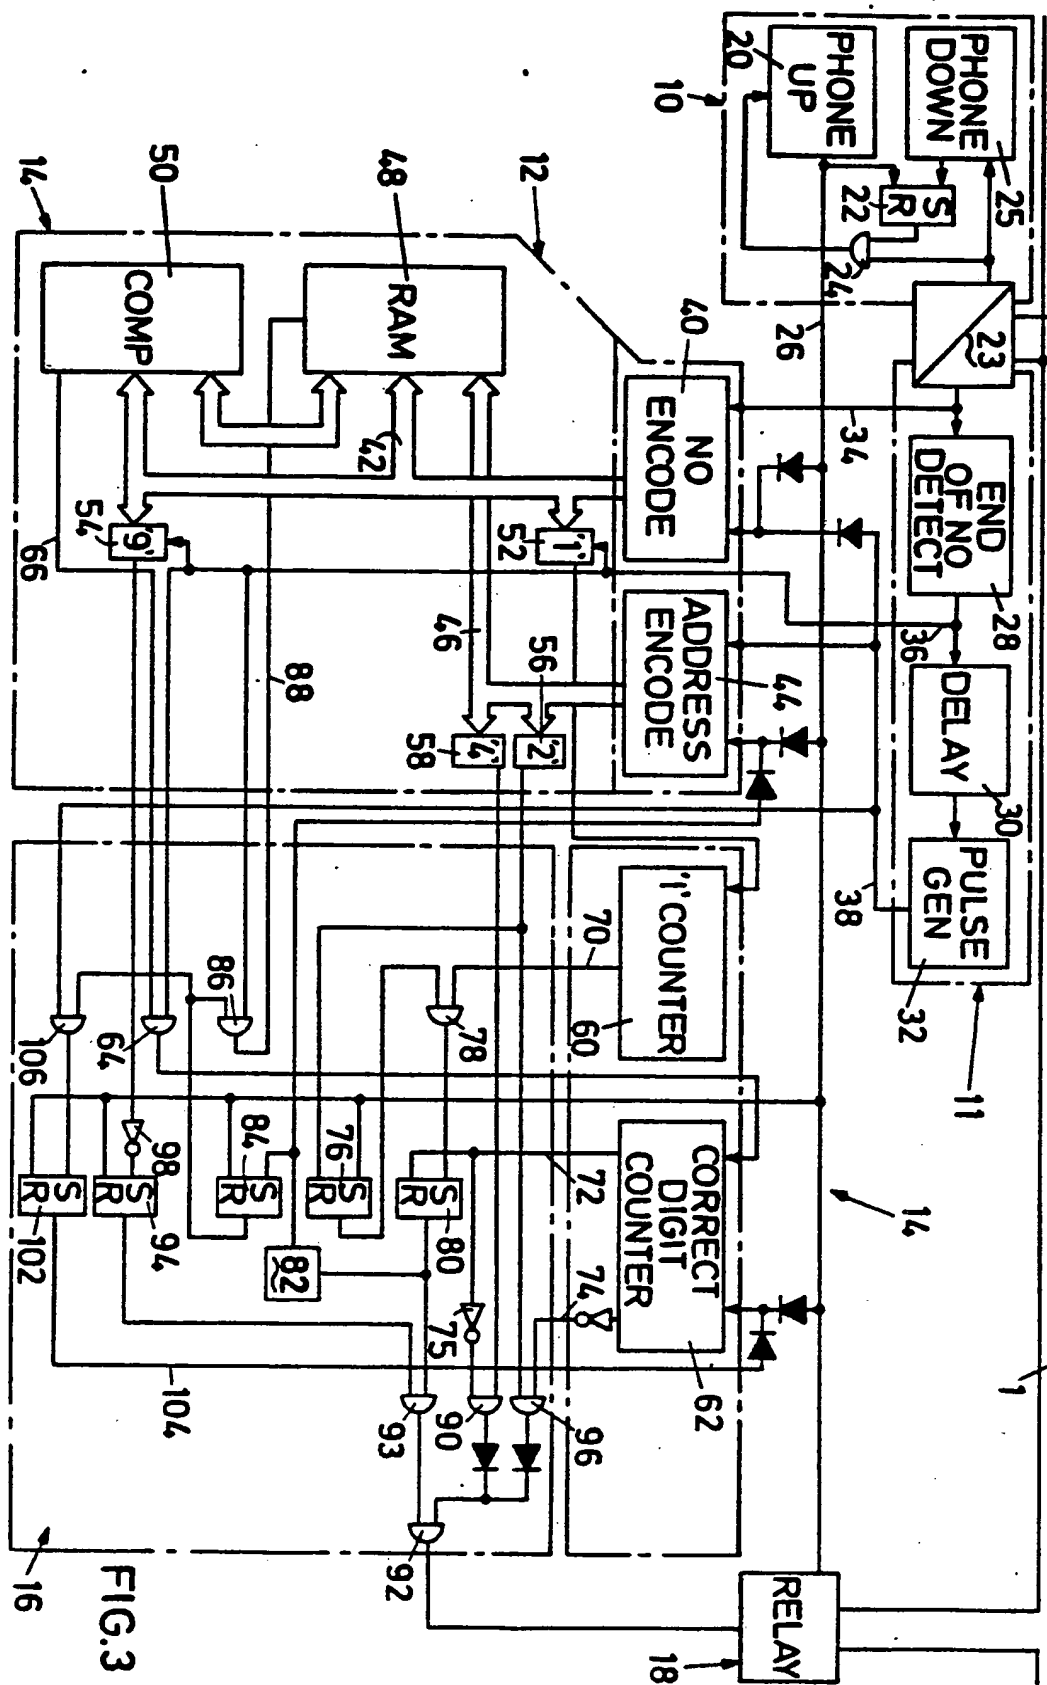 1
PHONE
DOWN
25
S
R
22
24
PHONE
UP
20
10
23
26
END
OF NO
DETECT
28
DELAY
30
PULSE
GEN
32
11
34
36
38
12
NO
ENCODE
40
ADDRESS
ENCODE
44
14
48
RAM
50
COMP
42
46
'1'
52
'9'
54
'2'
56
'4'
58
66
88
14
'1' COUNTER
60
CORRECT
DIGIT
COUNTER
62
70
72
74
75
78
S
R
80
S
R
76
82
S
R
84
86
64
106
98
S
R
94
S
R
102
104
96
90
93
92
RELAY
18
16
FIG.3